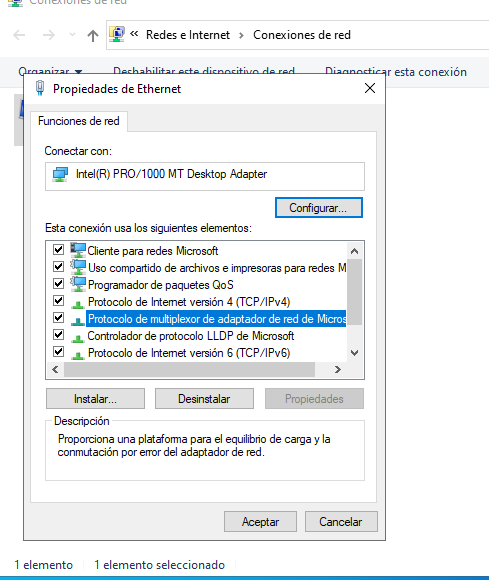 Conexiones de red
« Redes e Internet › Conexiones de red
Organizar Deshabilitar este dispositivo de red Diagnosticar esta conexión
Propiedades de Ethernet
Funciones de red
Conectar con:
Intel(R) PRO/1000 MT Desktop Adapter
Configurar...
Esta conexión usa los siguientes elementos:
Cliente para redes Microsoft
Uso compartido de archivos e impresoras para redes M
Programador de paquetes QoS
Protocolo de Internet versión 4 (TCP/IPv4)
Protocolo de multiplexor de adaptador de red de Micros
Controlador de protocolo LLDP de Microsoft
Protocolo de Internet versión 6 (TCP/IPv6)
Instalar... Desinstalar Propiedades
Descripción
Proporciona una plataforma para el equilibrio de carga y la
conmutación por error del adaptador de red.
Aceptar Cancelar
1 elemento 1 elemento seleccionado